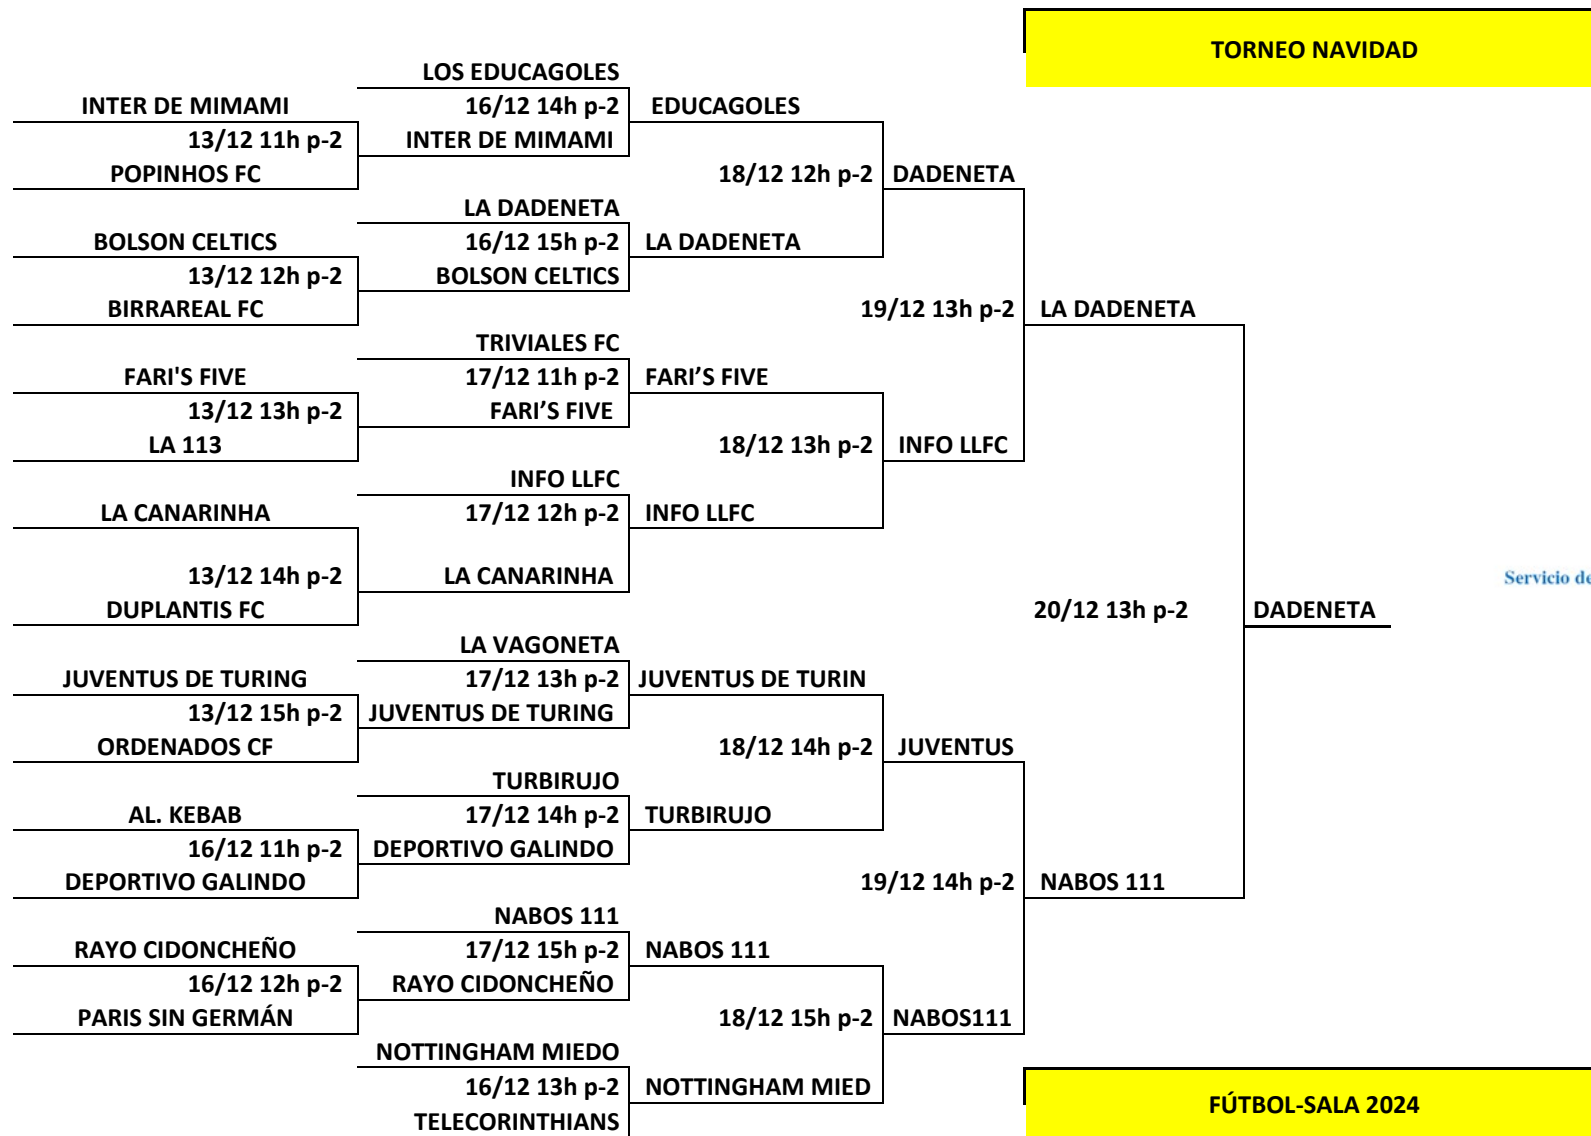 TORNEO NAVIDAD
LOS EDUCAGOLES
INTER DE MIMAMI 16/12 14h p-2 EDUCAGOLES
13/12 11h p-2 INTER DE MIMAMI
POPINHOS FC 18/12 12h p-2 DADENETA
LA DADENETA
BOLSON CELTICS 16/12 15h p-2 LA DADENETA
13/12 12h p-2 BOLSON CELTICS
BIRRAREAL FC 19/12 13h p-2 LA DADENETA
TRIVIALES FC
FARI'S FIVE 17/12 11h p-2 FARI’S FIVE
13/12 13h p-2 FARI’S FIVE
LA 113 18/12 13h p-2 INFO LLFC
INFO LLFC
LA CANARINHA 17/12 12h p-2 INFO LLFC
13/12 14h p-2 LA CANARINHA Servicio de
DUPLANTIS FC 20/12 13h p-2 DADENETA
LA VAGONETA
JUVENTUS DE TURING 17/12 13h p-2 JUVENTUS DE TURIN
13/12 15h p-2 JUVENTUS DE TURING
ORDENADOS CF 18/12 14h p-2 JUVENTUS
TURBIRUJO
AL. KEBAB 17/12 14h p-2 TURBIRUJO
16/12 11h p-2 DEPORTIVO GALINDO
DEPORTIVO GALINDO 19/12 14h p-2 NABOS 111
NABOS 111
RAYO CIDONCHEÑO 17/12 15h p-2 NABOS 111
16/12 12h p-2 RAYO CIDONCHEÑO
PARIS SIN GERMÁN 18/12 15h p-2 NABOS111
NOTTINGHAM MIEDO
16/12 13h p-2 NOTTINGHAM MIED
FÚTBOL-SALA 2024
TELECORINTHIANS